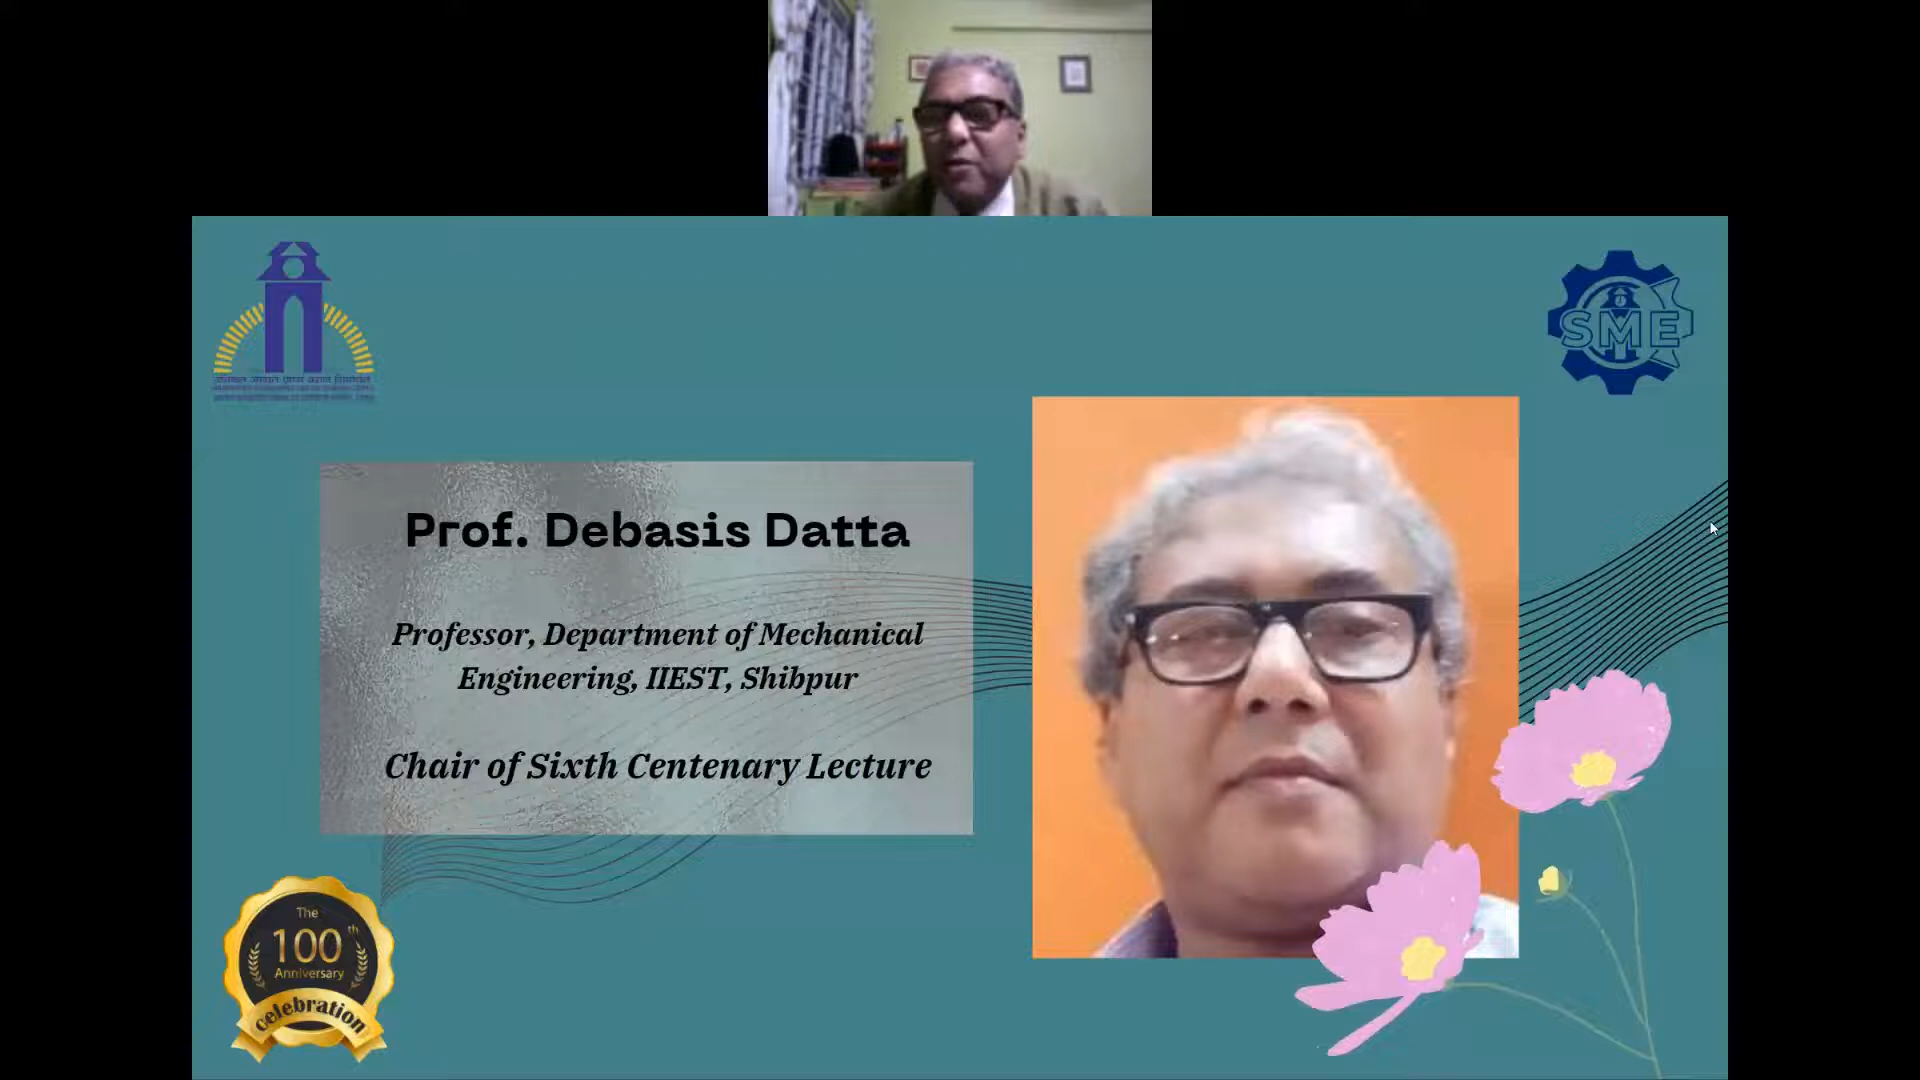 SME
Prof. Debasis Datta
Professor, Department of Mechanical
Engineering, IIEST, Shibpur
Chair of Sixth Centenary Lecture
The
100th
Anniversary
Celebration